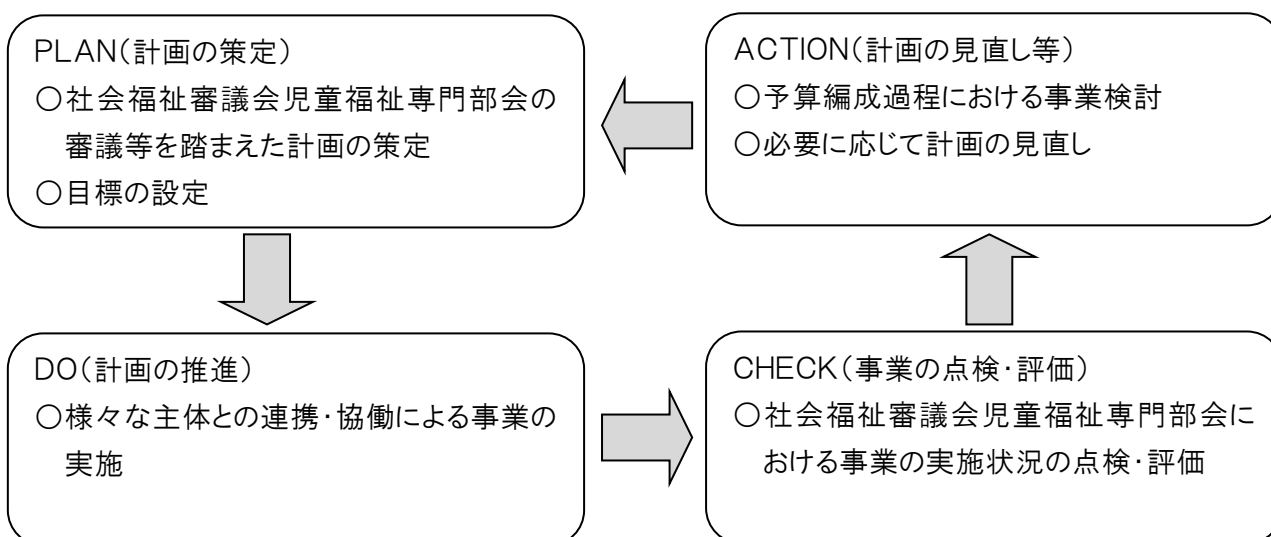 PLAN(計画の策定)
○社会福祉審議会児童福祉専門部会の
審議等を踏まえた計画の策定
○目標の設定
ACTION(計画の見直し等)
○予算編成過程における事業検討
○必要に応じて計画の見直し
DO(計画の推進)
○様々な主体との連携・協働による事業の
実施
CHECK(事業の点検・評価)
○社会福祉審議会児童福祉専門部会に
おける事業の実施状況の点検・評価